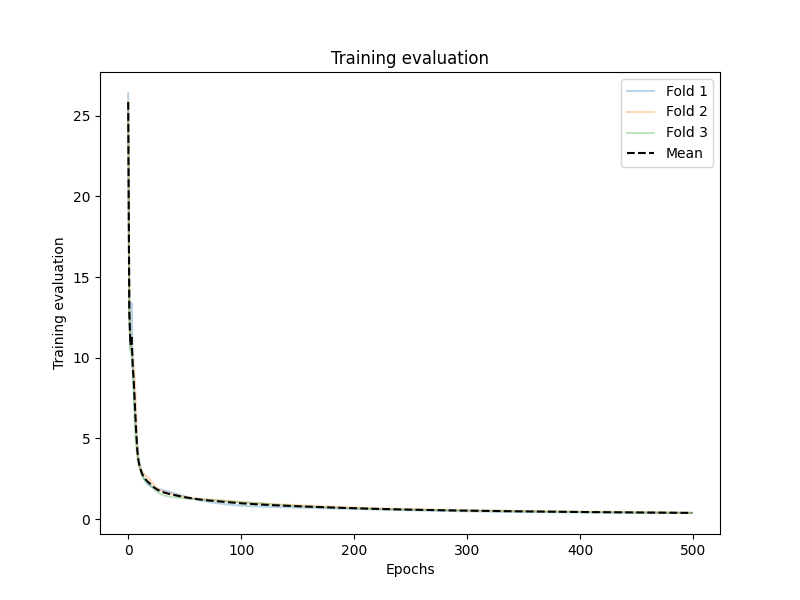 Training evaluation
Fold 1
Fold 2
Fold 3
Mean
Training evaluation
25
20
15
10
5
0
0 100 200 300 400 500
Epochs